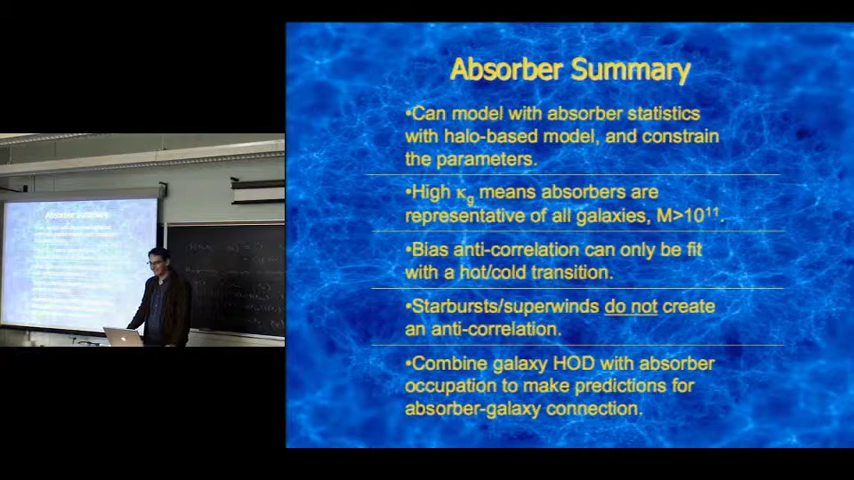 Absorber Summary
•Can model with absorber statistics
with halo-based model, and constrain
the parameters.
•High κg means absorbers are
representative of all galaxies, M>10¹¹.
•Bias anti-correlation can only be fit
with a hot/cold transition.
•Starbursts/superwinds do not create
an anti-correlation.
•Combine galaxy HOD with absorber
occupation to make predictions for
absorber-galaxy connection.
Absorber Summary